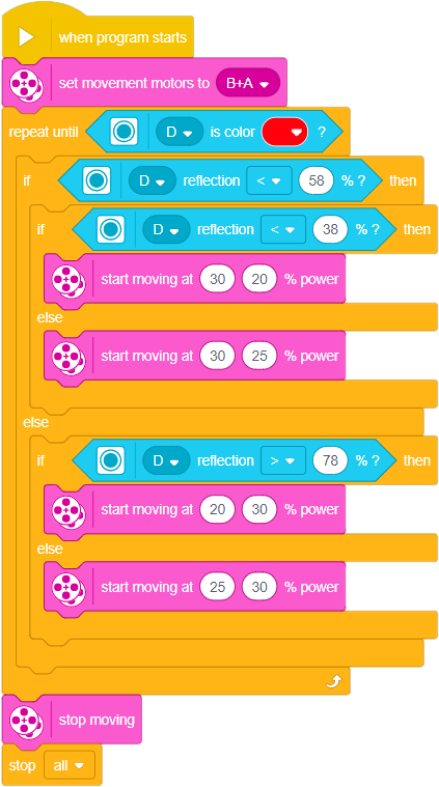 when program starts
set movement motors to B+A
repeat until D is color ?
if D reflection < 58 % ? then
if D reflection < 38 % ? then
start moving at 30 20 % power
else
start moving at 30 25 % power
else
if D reflection > 78 % ? then
start moving at 20 30 % power
else
start moving at 25 30 % power
stop moving
stop all